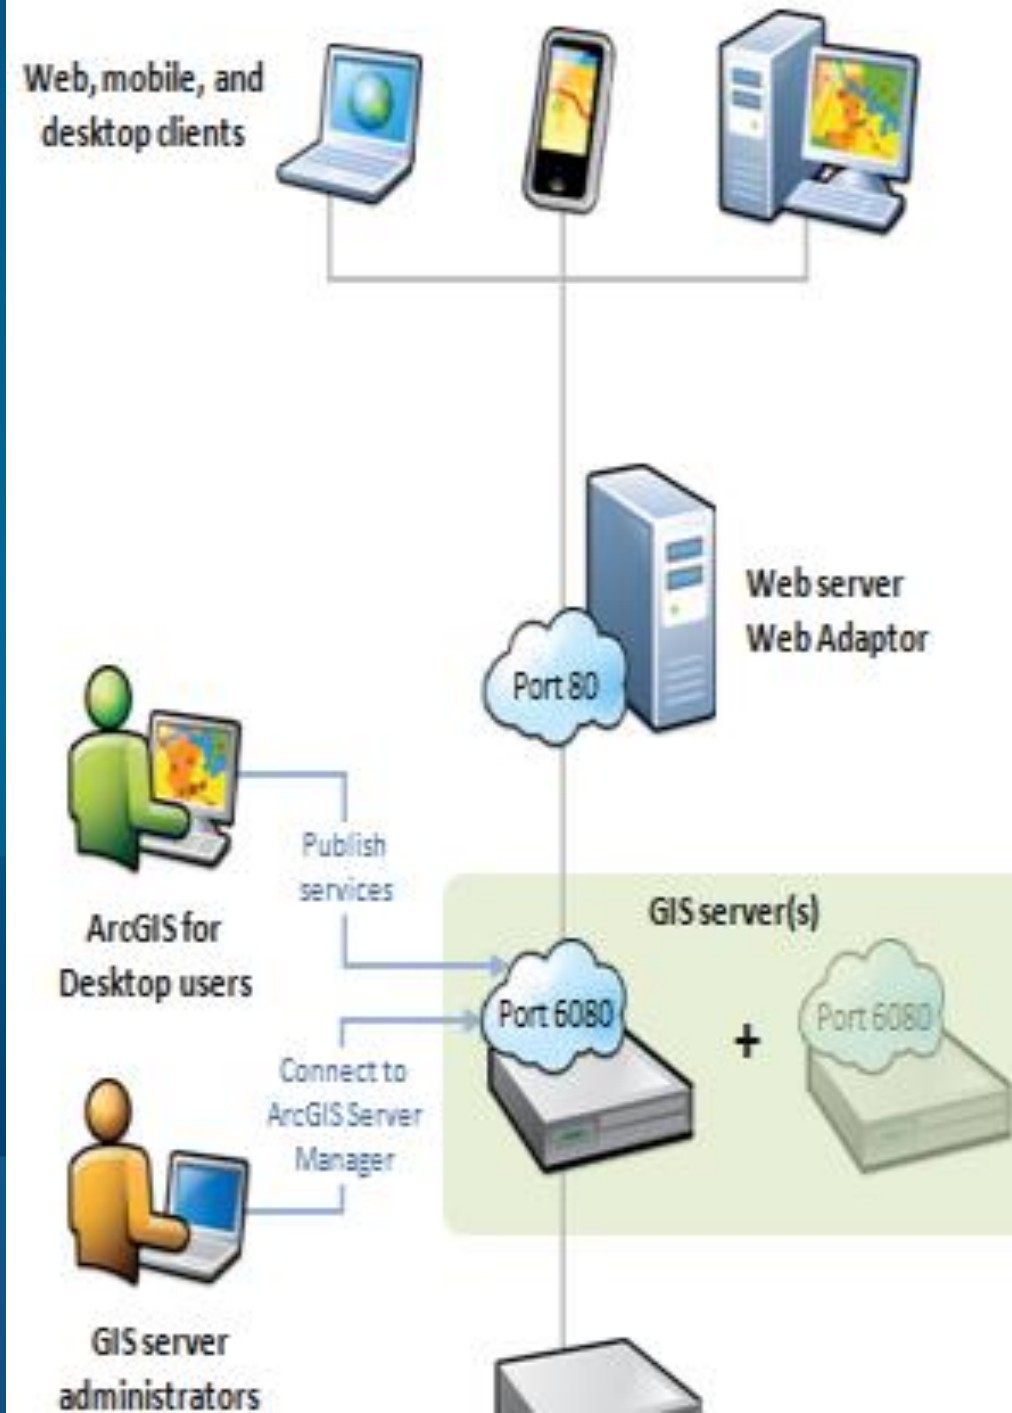 Web, mobile, and
desktop clients
Web server
Web Adaptor
Port 80
Publish
services
ArcGIS for
Desktop users
GIS server(s)
Port 6080
+
Port 6080
Connect to
ArcGIS Server
Manager
GIS server
administrators